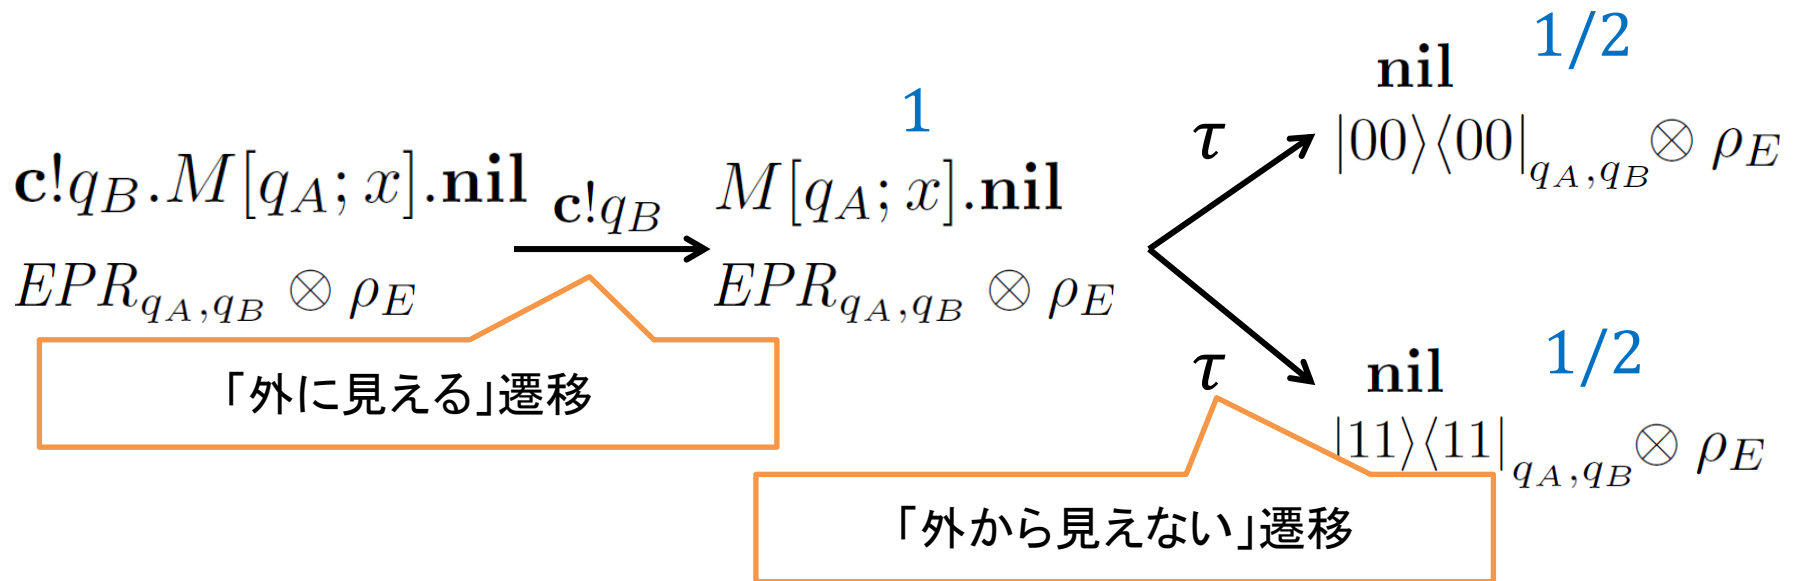 c!q_B.M[q_A; x].nil
EPR_{q_A,q_B} ⊗ ρ_E
c!q_B
1
M[q_A; x].nil
EPR_{q_A,q_B} ⊗ ρ_E
τ
nil 1/2
|00⟩⟨00|_{q_A,q_B} ⊗ ρ_E
τ
nil 1/2
|11⟩⟨11|_{q_A,q_B} ⊗ ρ_E
「外に見える」遷移
「外から見えない」遷移